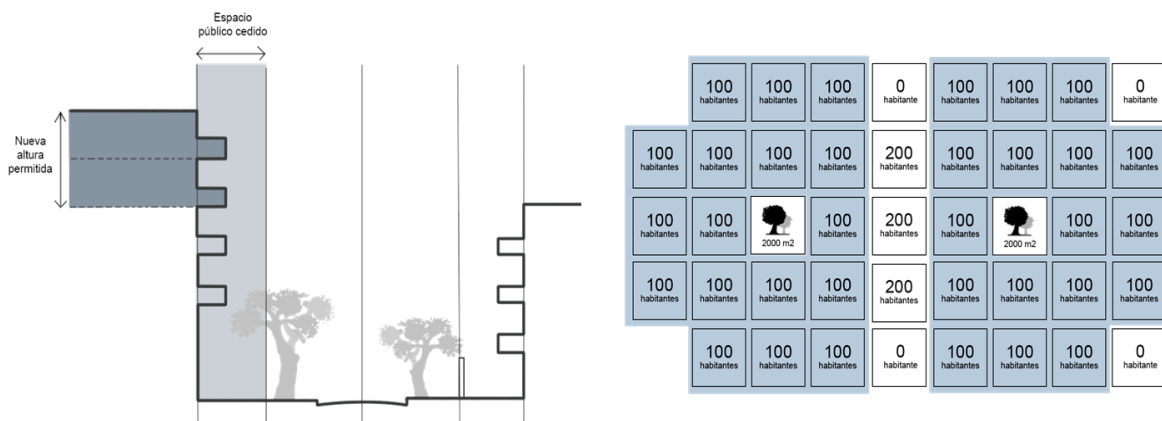 Espacio
público cedido
Nueva
altura
permitida
100 100 100 0 100 100 100 0
habitantes habitantes habitantes habitante habitantes habitantes habitantes habitante
100 100 100 100 200 100 100 100 100
habitantes habitantes habitantes habitantes habitantes habitantes habitantes habitantes habitantes
100 100 100 200 100 100 100
habitantes habitantes 2000 m2 habitantes habitantes habitantes 2000 m2 habitantes habitantes
100 100 100 100 200 100 100 100 100
habitantes habitantes habitantes habitantes habitantes habitantes habitantes habitantes habitantes
100 100 100 0 100 100 100 0
habitantes habitantes habitantes habitante habitantes habitantes habitantes habitante